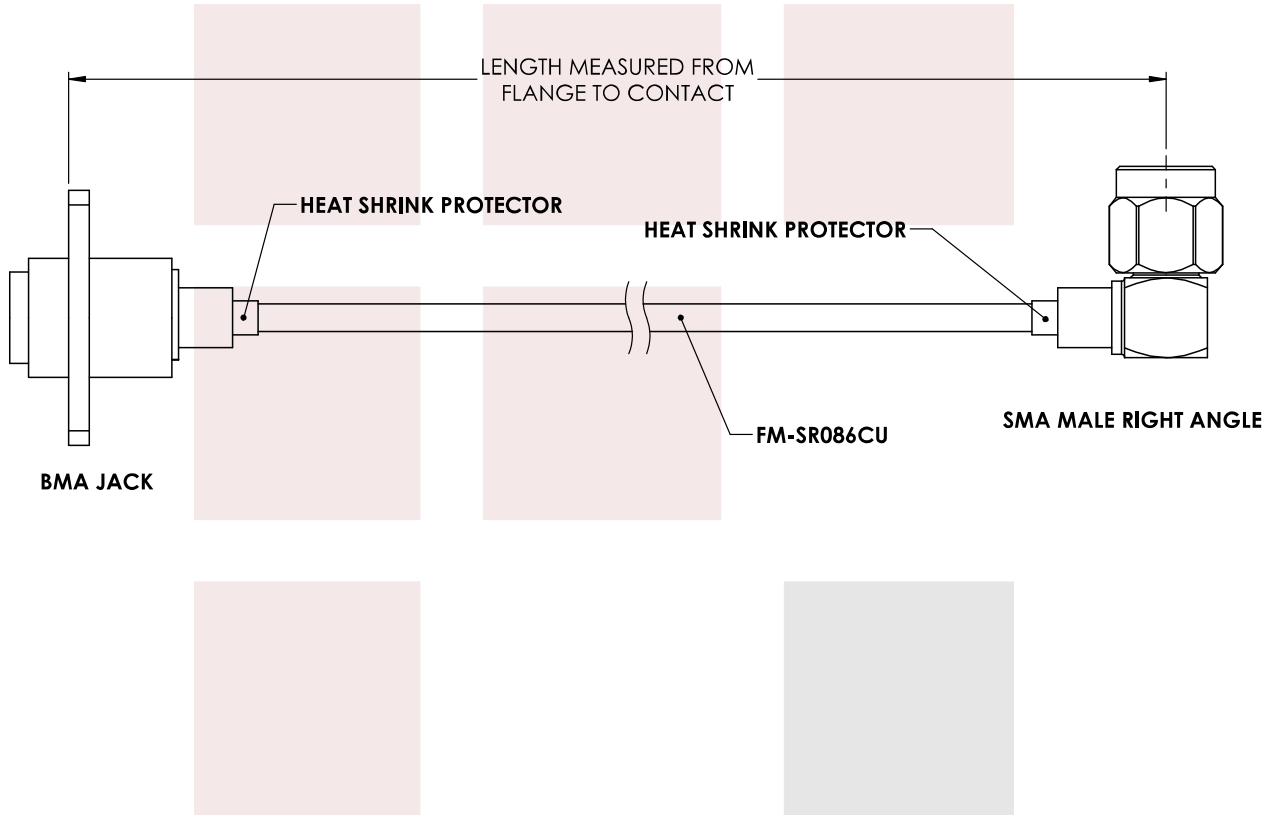 LENGTH MEASURED FROM
FLANGE TO CONTACT
HEAT SHRINK PROTECTOR
HEAT SHRINK PROTECTOR
FM-SR086CU
SMA MALE RIGHT ANGLE
BMA JACK